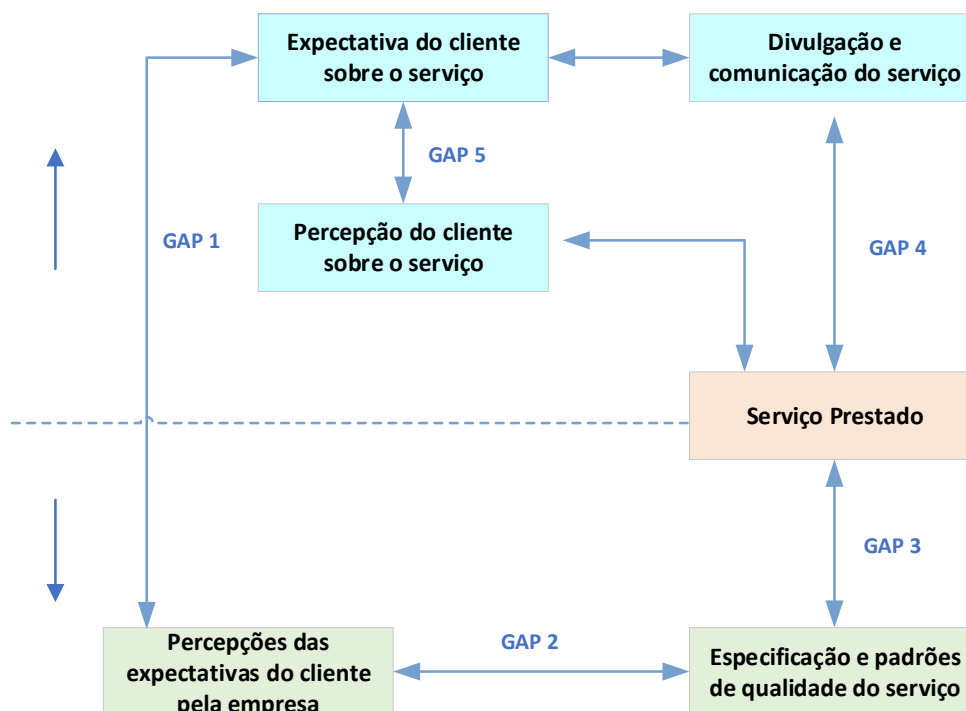 Expectativa do cliente
sobre o serviço
Divulgação e
comunicação do serviço
GAP 5
Percepção do cliente
sobre o serviço
GAP 1
GAP 4
Serviço Prestado
GAP 3
Percepções das
expectativas do cliente
pela empresa
GAP 2
Especificação e padrões
de qualidade do serviço